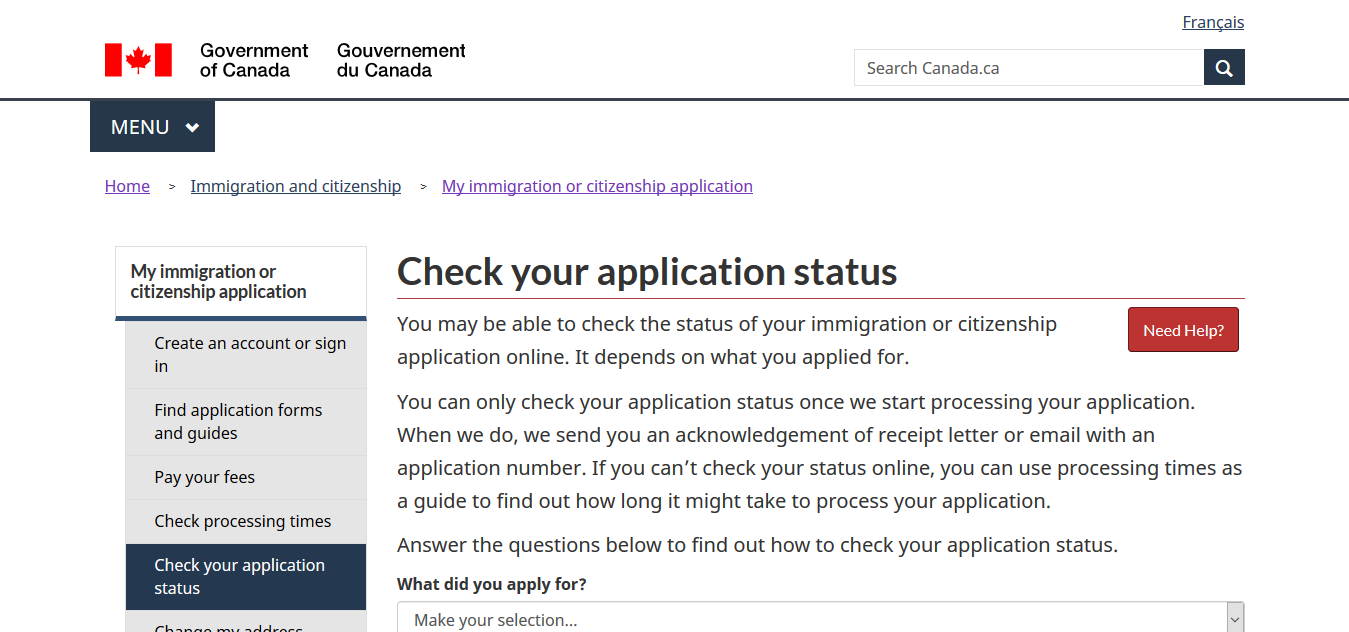 Français
Government of Canada
Gouvernement du Canada
Search Canada.ca
MENU
Home > Immigration and citizenship > My immigration or citizenship application
My immigration or
citizenship application
Create an account or sign
in
Find application forms
and guides
Pay your fees
Check processing times
Check your application
status
Change my address
Check your application status
You may be able to check the status of your immigration or citizenship
application online. It depends on what you applied for.
Need Help?
You can only check your application status once we start processing your application.
When we do, we send you an acknowledgement of receipt letter or email with an
application number. If you can’t check your status online, you can use processing times as
a guide to find out how long it might take to process your application.
Answer the questions below to find out how to check your application status.
What did you apply for?
Make your selection...